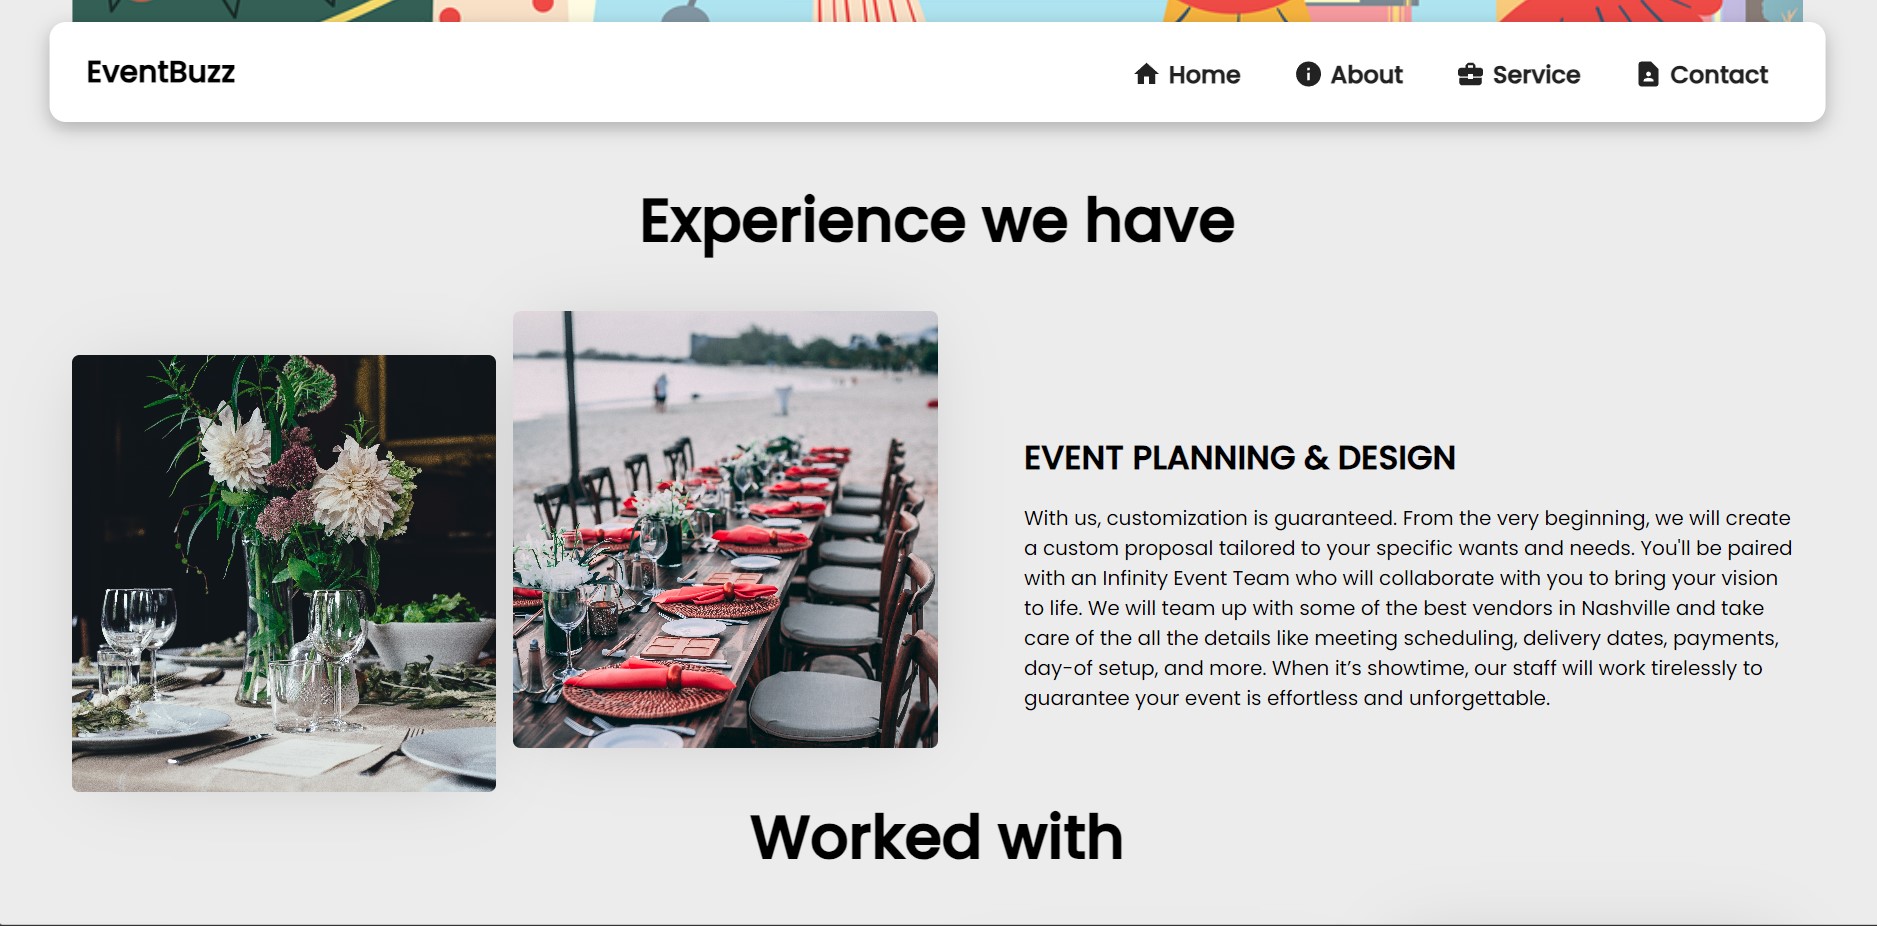 EventBuzz
Home
About
Service
Contact
Experience we have
EVENT PLANNING & DESIGN
With us, customization is guaranteed. From the very beginning, we will create
a custom proposal tailored to your specific wants and needs. You'll be paired
with an Infinity Event Team who will collaborate with you to bring your vision
to life. We will team up with some of the best vendors in Nashville and take
care of the all the details like meeting scheduling, delivery dates, payments,
day-of setup, and more. When it’s showtime, our staff will work tirelessly to
guarantee your event is effortless and unforgettable.
Worked with